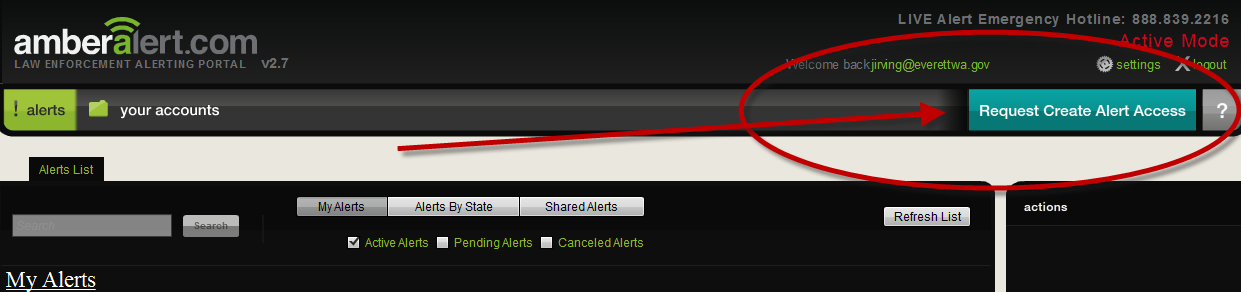 LIVE Alert Emergency Hotline: 888.839.2216
amberalert.com
Active Mode
LAW ENFORCEMENT ALERTING PORTAL v2.7
Welcome backjirving@everettwa.gov settings logout
! alerts your accounts Request Create Alert Access ?
Alerts List
My Alerts Alerts By State Shared Alerts
actions
Search Search Refresh List
Active Alerts Pending Alerts Canceled Alerts
My Alerts